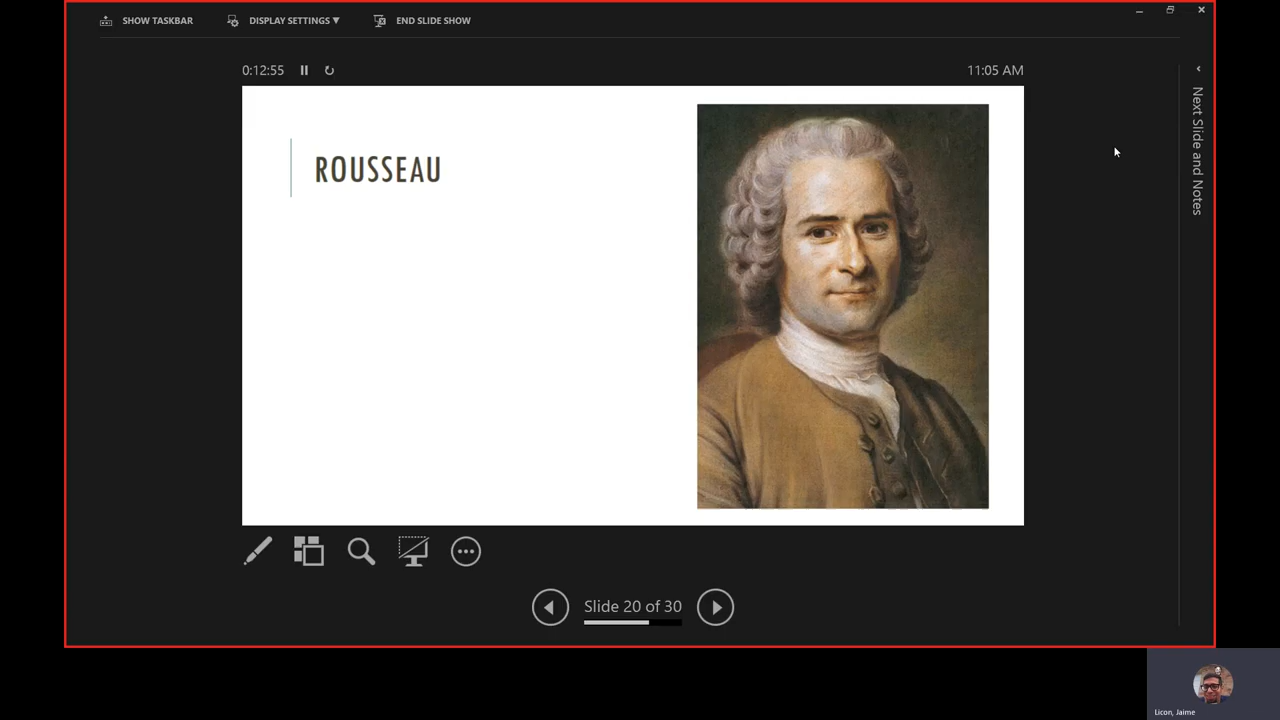 SHOW TASKBAR
DISPLAY SETTINGS ▼
END SLIDE SHOW
0:12:55
11:05 AM
Next Slide and Notes
ROUSSEAU
Slide 20 of 30
Licon, Jaime